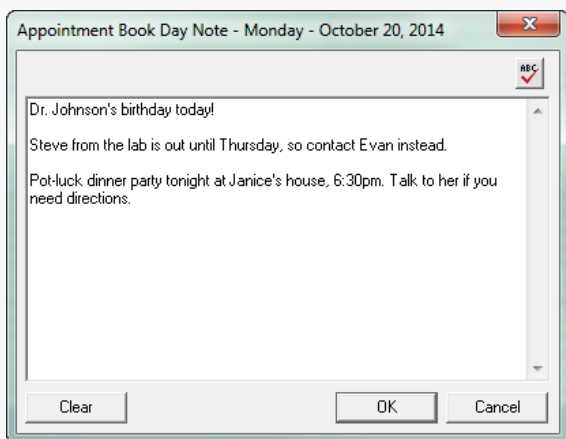 Appointment Book Day Note - Monday - October 20, 2014
ABC
Dr. Johnson's birthday today!
Steve from the lab is out until Thursday, so contact Evan instead.
Pot-luck dinner party tonight at Janice's house, 6:30pm. Talk to her if you
need directions.
Clear
OK
Cancel